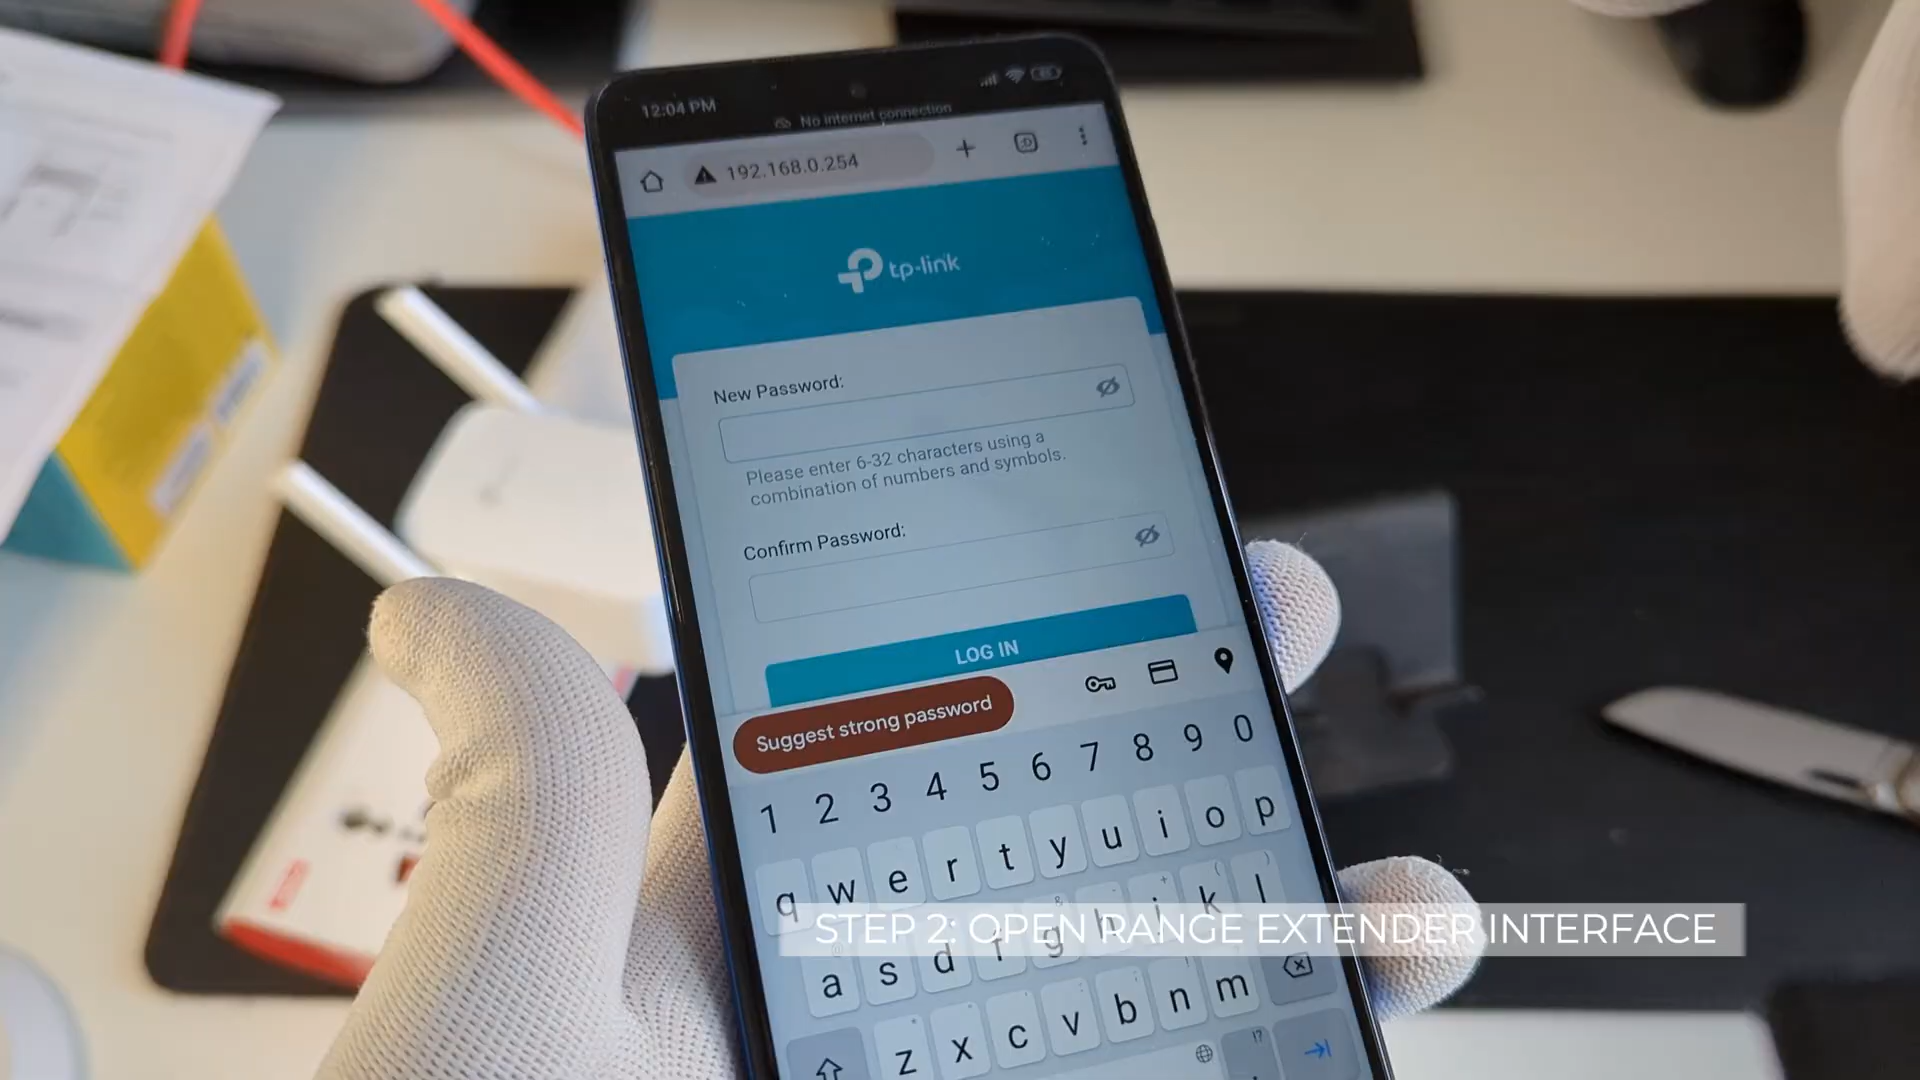 12:04 PM
No internet connection
192.168.0.254
tp-link
New Password:
Please enter 6-32 characters using a
combination of numbers and symbols.
Confirm Password:
LOG IN
Suggest strong password
1 2 3 4 5 6 7 8 9 0
q w e r t y u i o p
a s d f g h j k l
z x c v b n m
STEP 2: OPEN RANGE EXTENDER INTERFACE